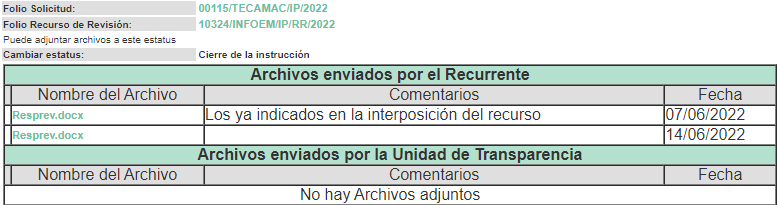 Folio Solicitud: 00115/TECAMAC/IP/2022
Folio Recurso de Revisión: 10324/INFOEM/IP/RR/2022
Puede adjuntar archivos a este estatus
Cambiar estatus: Cierre de la instrucción
Archivos enviados por el Recurrente
Nombre del Archivo Comentarios Fecha
Resprev.docx Los ya indicados en la interposición del recurso 07/06/2022
Resprev.docx 14/06/2022
Archivos enviados por la Unidad de Transparencia
Nombre del Archivo Comentarios Fecha
No hay Archivos adjuntos